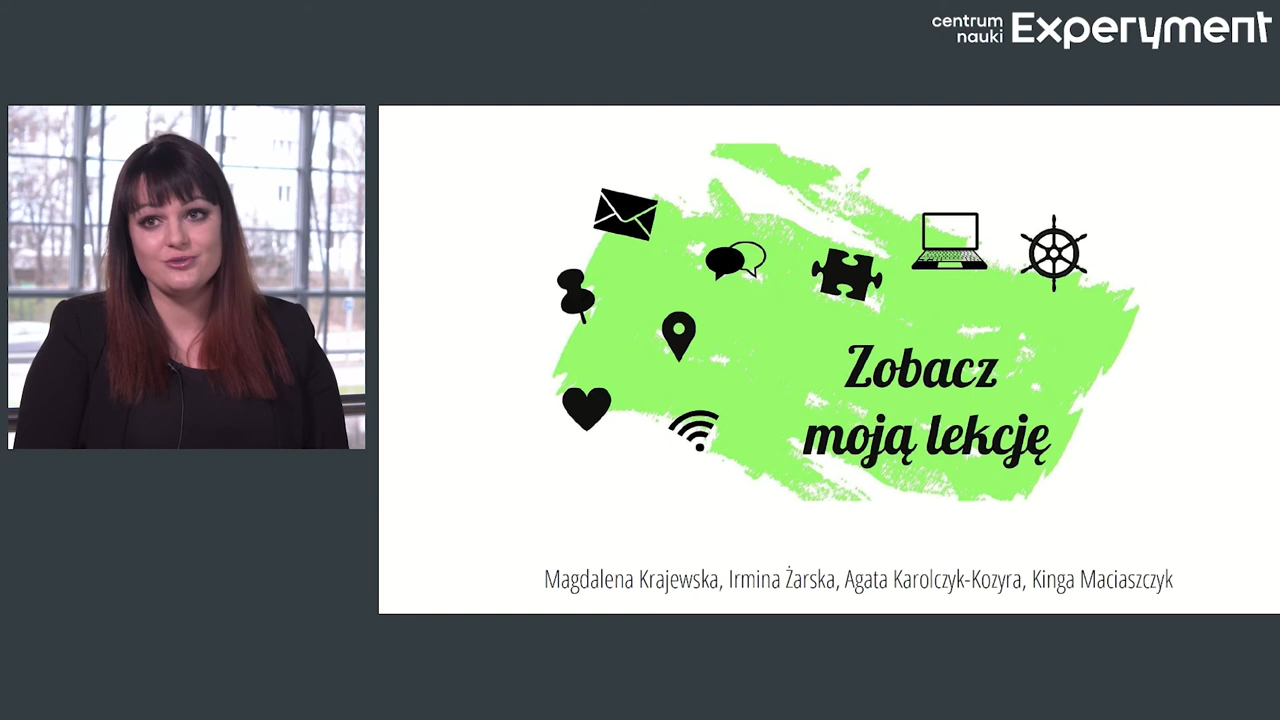 centrum
nauki Experyment
Zobacz
moją lekcję
Magdalena Krajewska, Irmina Żarska, Agata Karolczyk-Kozyra, Kinga Maciaszczyk